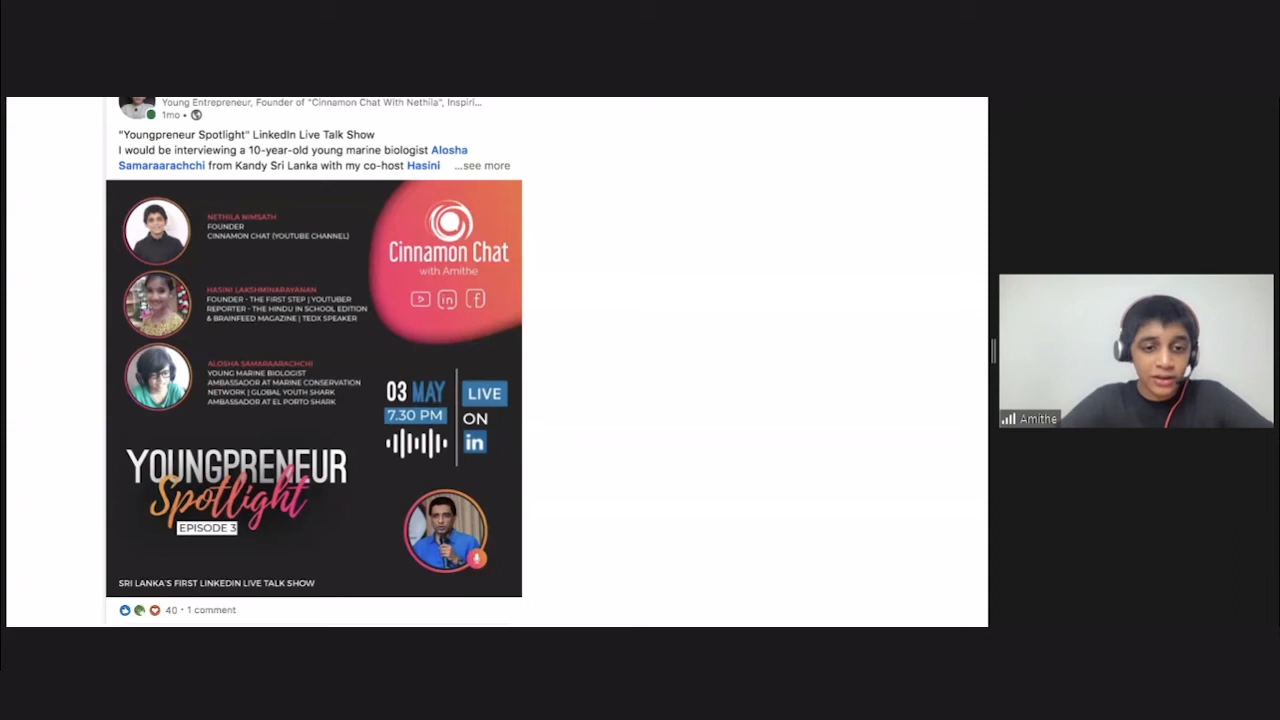 Young Entrepreneur, Founder of "Cinnamon Chat With Nethila", Inspiri...
1mo •
"Youngpreneur Spotlight" LinkedIn Live Talk Show
I would be interviewing a 10-year-old young marine biologist Alosha
Samaraarachchi from Kandy Sri Lanka with my co-host Hasini ...see more
NETHILA NIMSATH
FOUNDER
CINNAMON CHAT (YOUTUBE CHANNEL)
Cinnamon Chat
with Amithe
in f
HASINI LAKSHMINARAYANAN
FOUNDER - THE FIRST STEP | YOUTUBER
REPORTER - THE HINDU IN SCHOOL EDITION
& BRAINFEED MAGAZINE | TEDX SPEAKER
ALOSHA SAMARAARACHCHI
YOUNG MARINE BIOLOGIST
AMBASSADOR AT MARINE CONSERVATION
NETWORK | GLOBAL YOUTH SHARK
AMBASSADOR AT EL PORTO SHARK
03 MAY
7.30 PM
LIVE
ON
in
YOUNGPRENEUR
Spotlight
EPISODE 3
SRI LANKA'S FIRST LINKEDIN LIVE TALK SHOW
40 • 1 comment
Amithe